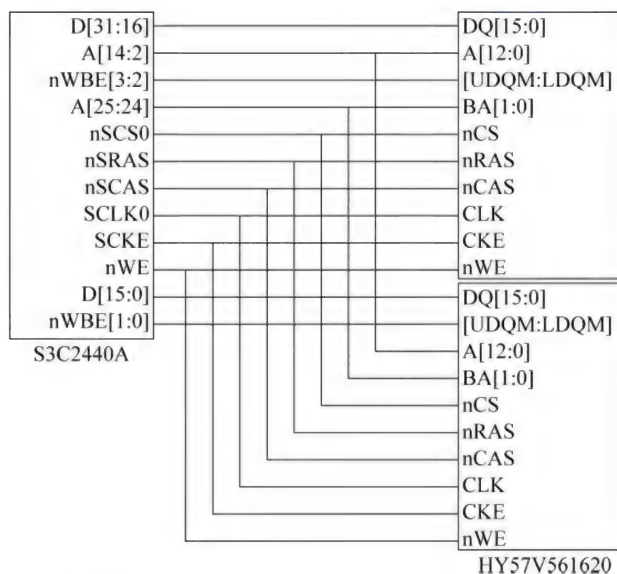 D[31:16]
A[14:2]
nWBE[3:2]
A[25:24]
nSCS0
nSRAS
nSCAS
SCLK0
SCKE
nWE
D[15:0]
nWBE[1:0]
S3C2440A
DQ[15:0]
A[12:0]
[UDQM:LDQM]
BA[1:0]
nCS
nRAS
nCAS
CLK
CKE
nWE
DQ[15:0]
[UDQM:LDQM]
A[12:0]
BA[1:0]
nCS
nRAS
nCAS
CLK
CKE
nWE
HY57V561620